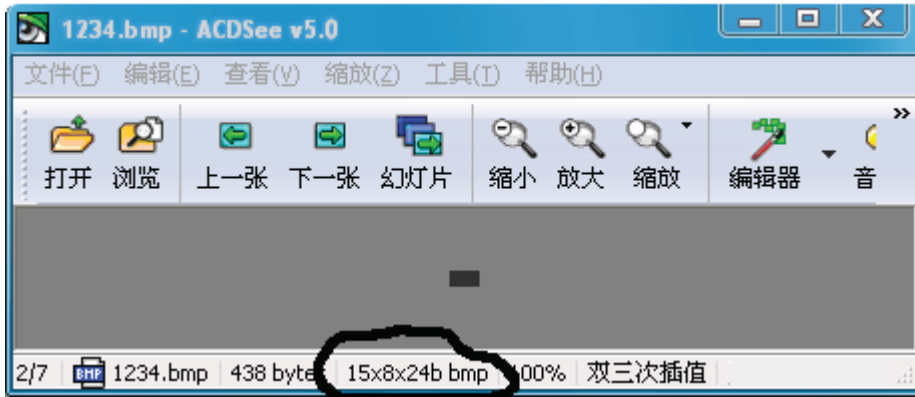 1234.bmp - ACDSee v5.0
文件(F) 编辑(E) 查看(V) 缩放(Z) 工具(T) 帮助(H)
打开 浏览 上一张 下一张 幻灯片 缩小 放大 缩放 编辑器 音
2/7 BMP 1234.bmp 438 byte 15x8x24b bmp 100% 双三次插值